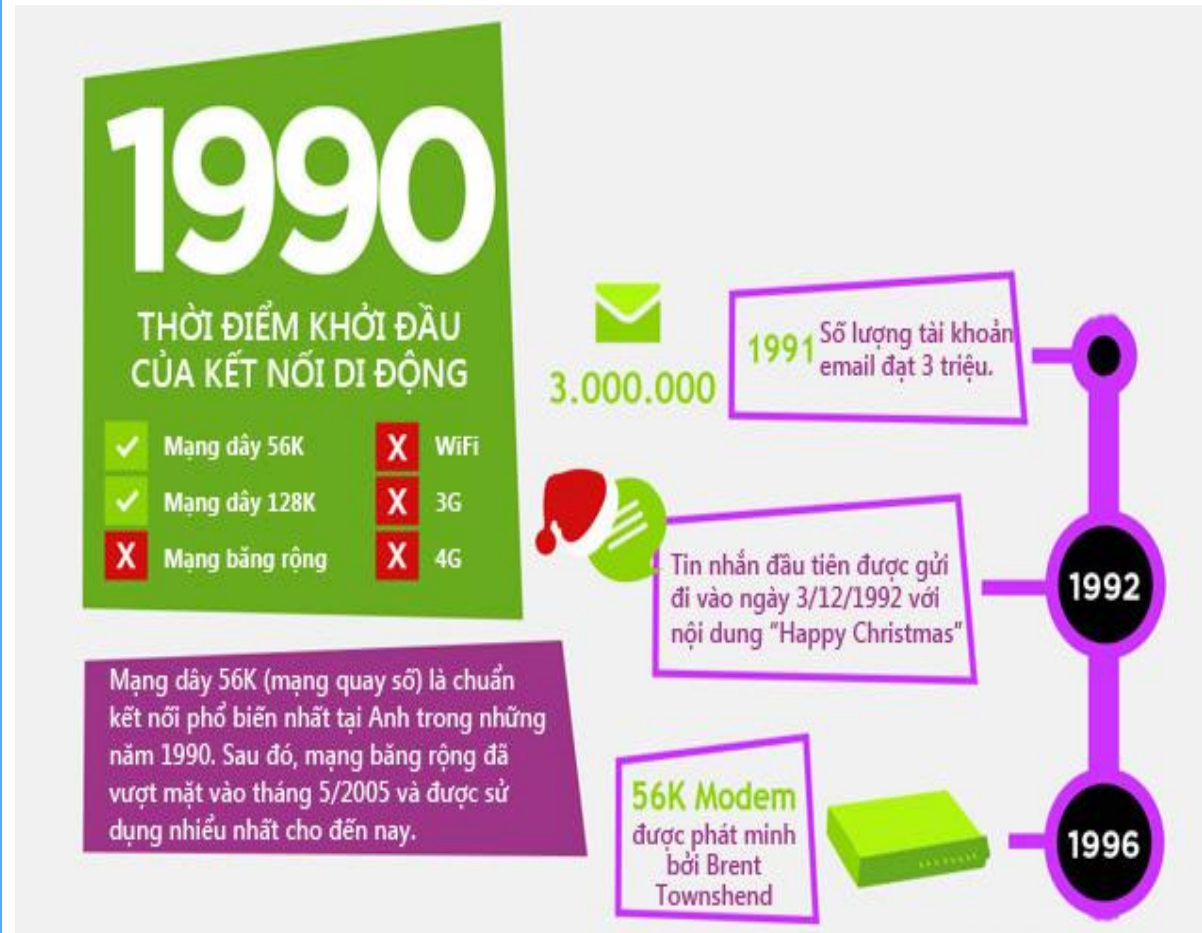 1990
THỜI ĐIỂM KHỞI ĐẦU
CỦA KẾT NỐI DI ĐỘNG
Mạng dây 56K
Mạng dây 128K
Mạng băng rộng
X
WiFi
X
3G
X
X
4G
Mạng dây 56K (mạng quay số) là chuẩn
kết nối phổ biến nhất tại Anh trong những
năm 1990. Sau đó, mạng băng rộng đã
vượt mặt vào tháng 5/2005 và được sử
dụng nhiều nhất cho đến nay.
3.000.000
1991
Số lượng tài khoản
email đạt 3 triệu.
Tin nhắn đầu tiên được gửi
đi vào ngày 3/12/1992 với
nội dung "Happy Christmas"
1992
56K Modem
được phát minh
bởi Brent
Townshend
1996